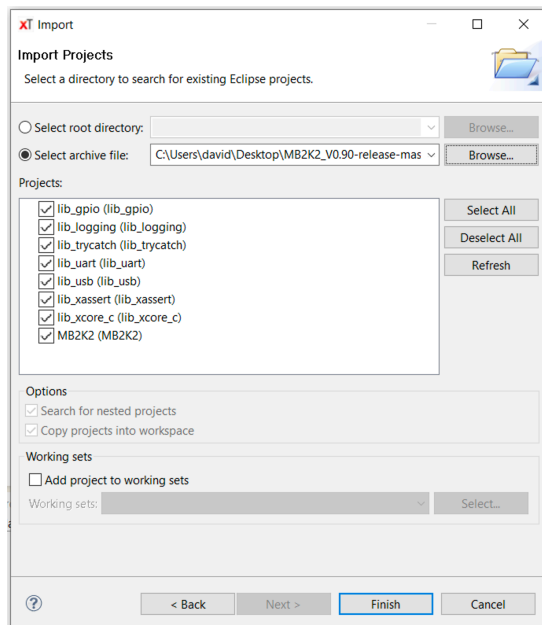 xT Import
Import Projects
Select a directory to search for existing Eclipse projects.
Select root directory:
Browse...
Select archive file:
C:\Users\david\Desktop\MB2K2_V0.90-release-mas
Browse...
Projects:
lib_gpio (lib_gpio)
lib_logging (lib_logging)
lib_trycatch (lib_trycatch)
lib_uart (lib_uart)
lib_usb (lib_usb)
lib_xassert (lib_xassert)
lib_xcore_c (lib_xcore_c)
MB2K2 (MB2K2)
Select All
Deselect All
Refresh
Options
Search for nested projects
Copy projects into workspace
Working sets
Add project to working sets
Working sets:
Select...
?
< Back
Next >
Finish
Cancel